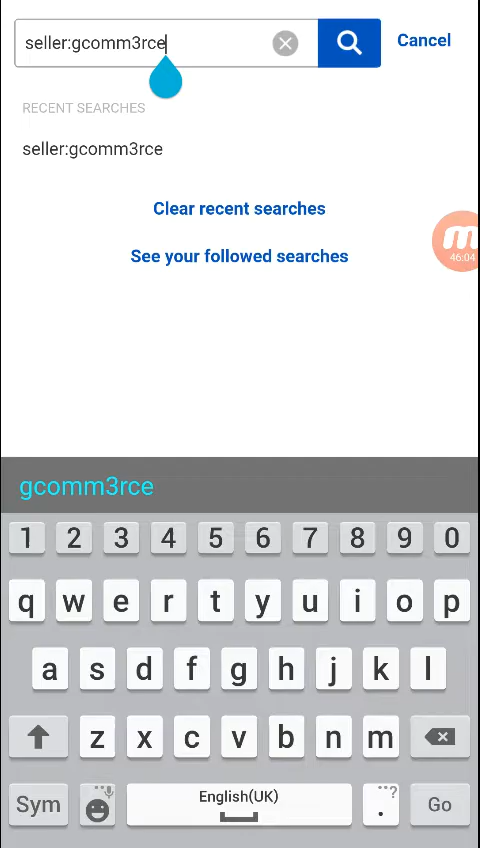 seller:gcomm3rce
Cancel
RECENT SEARCHES
seller:gcomm3rce
Clear recent searches
See your followed searches
m
46:04
gcomm3rce
1 2 3 4 5 6 7 8 9 0
q w e r t y u i o p
a s d f g h j k l
z x c v b n m
Sym
English(UK)
. ?
Go